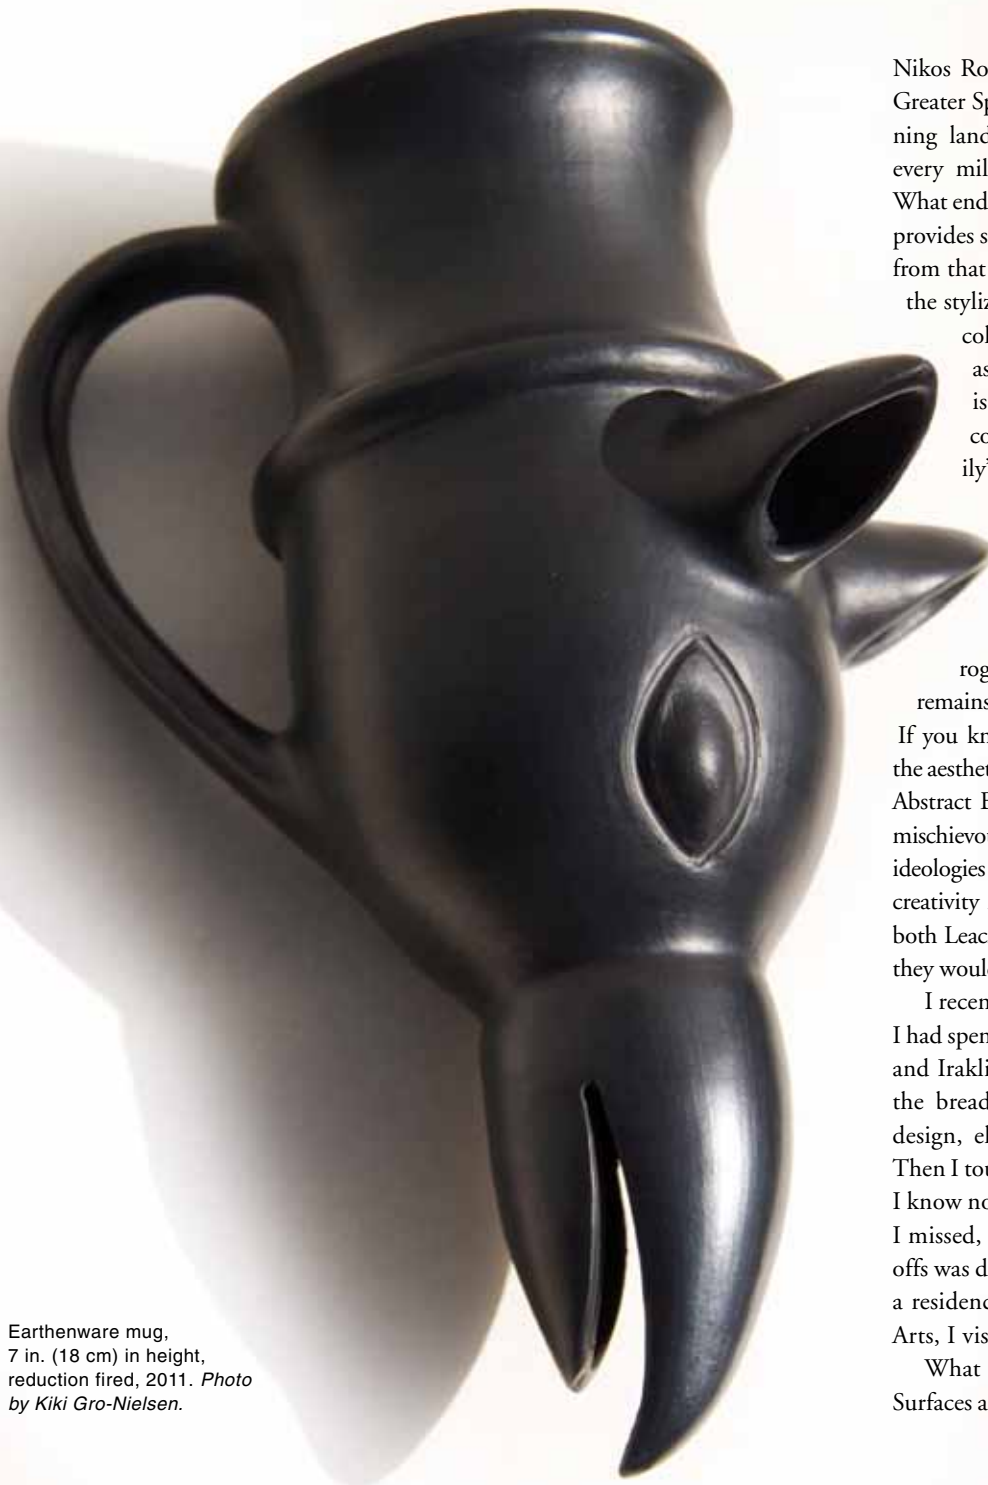 Nikos Ro
Greater Sp
ning land
every mil
What end
provides s
from that
the styliz
col
as
is
co
ily'
rog
remains
If you kn
the aesthet
Abstract E
mischievou
ideologies
creativity
both Leac
they woul
I recen
I had spen
and Irakli
the bread
design, el
Then I tou
I know no
I missed,
offs was d
a residenc
Arts, I vis
What
Surfaces a
Earthenware mug,
7 in. (18 cm) in height,
reduction fired, 2011. Photo
by Kiki Gro-Nielsen.